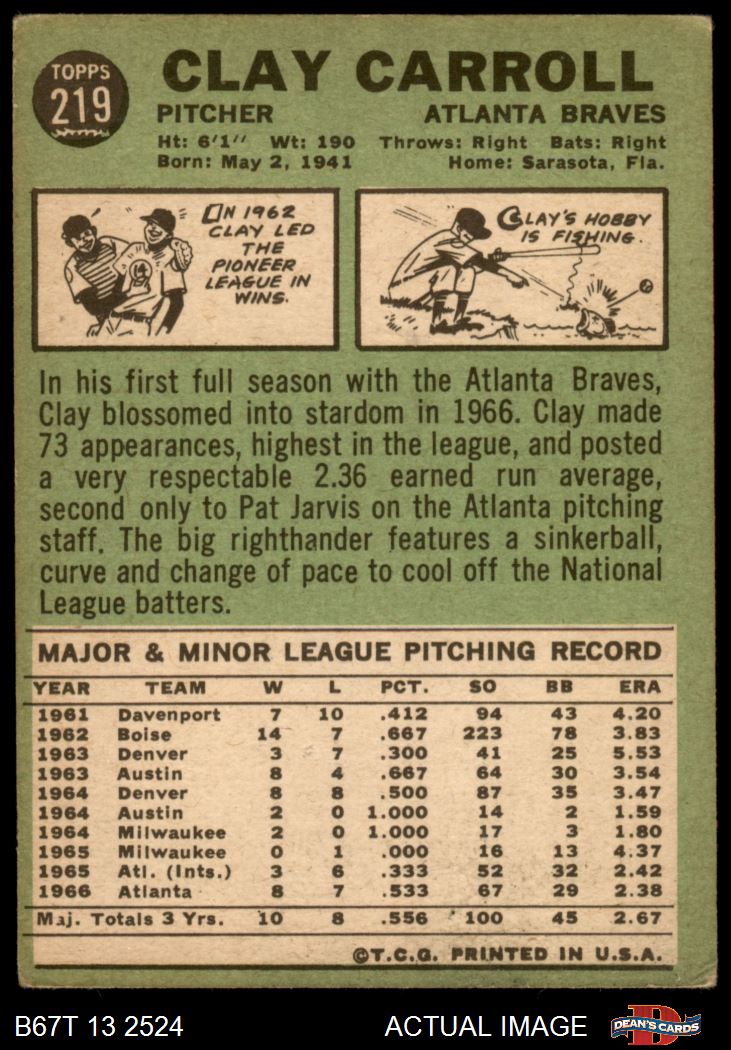 TOPPS
219
CLAY CARROLL
PITCHER ATLANTA BRAVES
Ht: 6'1" Wt: 190 Throws: Right Bats: Right
Born: May 2, 1941 Home: Sarasota, Fla.
IN 1962
CLAY LED
THE
PIONEER
LEAGUE IN
WINS.
CLAY'S HOBBY
IS FISHING.
In his first full season with the Atlanta Braves,
Clay blossomed into stardom in 1966. Clay made
73 appearances, highest in the league, and posted
a very respectable 2.36 earned run average,
second only to Pat Jarvis on the Atlanta pitching
staff. The big righthander features a sinkerball,
curve and change of pace to cool off the National
League batters.
MAJOR & MINOR LEAGUE PITCHING RECORD
YEAR TEAM W L PCT. SO BB ERA
1961 Davenport 7 10 .412 94 43 4.20
1962 Boise 14 7 .667 223 78 3.83
1963 Denver 3 7 .300 41 25 5.53
1963 Austin 8 4 .667 64 30 3.54
1964 Denver 8 8 .500 87 35 3.47
1964 Austin 2 0 1.000 14 2 1.59
1964 Milwaukee 2 0 1.000 17 3 1.80
1965 Milwaukee 0 1 .000 16 13 4.37
1965 Atl. (Ints.) 3 6 .333 52 32 2.42
1966 Atlanta 8 7 .533 67 29 2.38
Maj. Totals 3 Yrs. 10 8 .556 100 45 2.67
©T.C.G. PRINTED IN U.S.A.
B67T 13 2524 ACTUAL IMAGE
D
DEAN'S CARDS